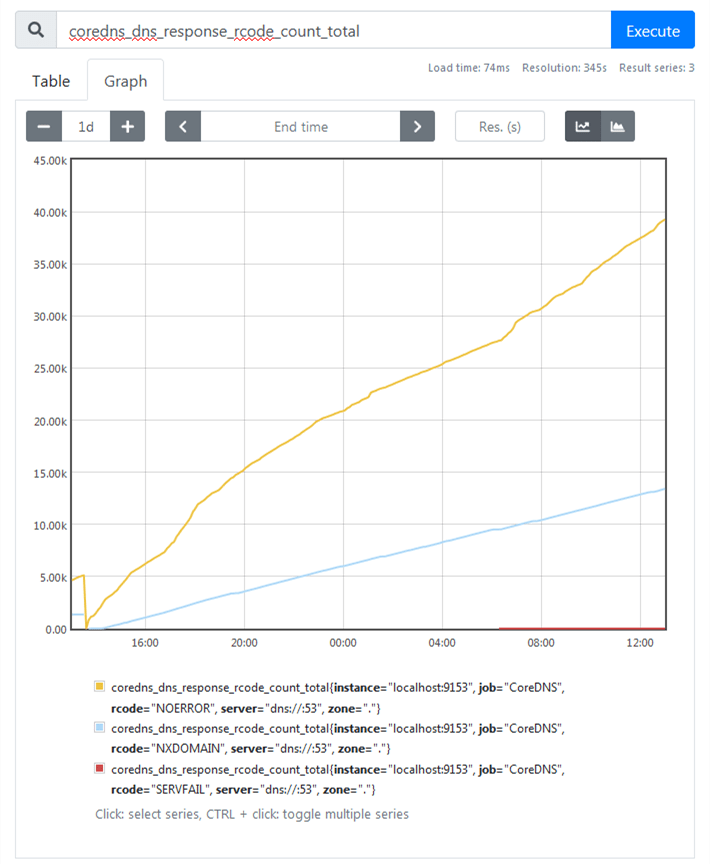 coredns_dns_response_rcode_count_total
Execute
Load time: 74ms Resolution: 345s Result series: 3
Table Graph
1d End time Res. (s)
45.00k
40.00k
35.00k
30.00k
25.00k
20.00k
15.00k
10.00k
5.00k
0.00
16:00 20:00 00:00 04:00 08:00 12:00
coredns_dns_response_rcode_count_total{instance="localhost:9153", job="CoreDNS",
rcode="NOERROR", server="dns://:53", zone="."}
coredns_dns_response_rcode_count_total{instance="localhost:9153", job="CoreDNS",
rcode="NXDOMAIN", server="dns://:53", zone="."}
coredns_dns_response_rcode_count_total{instance="localhost:9153", job="CoreDNS",
rcode="SERVFAIL", server="dns://:53", zone="."}
Click: select series, CTRL + click: toggle multiple series